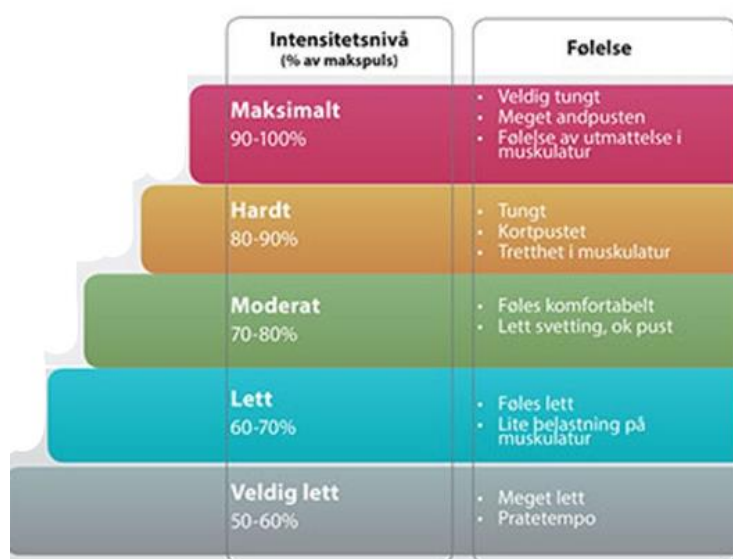 Intensitetsnivå
(% av makspuls)
Følelse
Maksimalt
90-100%
• Veldig tungt
• Meget andpusten
• Følelse av utmattelse i
muskulatur
Hardt
80-90%
• Tungt
• Kortpustet
• Tretthet i muskulatur
Moderat
70-80%
• Føles komfortabelt
• Lett svetting, ok pust
Lett
60-70%
• Føles lett
• Lite belastning på
muskulatur
Veldig lett
50-60%
• Meget lett
• Pratetempo